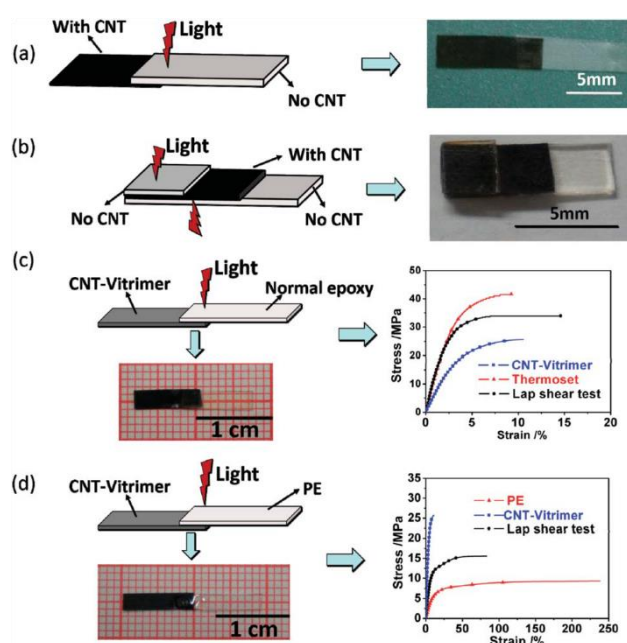 (a)
With CNT
Light
No CNT
5mm
(b)
Light
With CNT
No CNT
No CNT
5mm
(c)
CNT-Vitrimer
Light
Normal epoxy
1 cm
Stress /MPa
50
40
30
20
10
0
CNT-Vitrimer
Thermoset
Lap shear test
0
5
10
15
20
Strain /%
(d)
CNT-Vitrimer
Light
PE
1 cm
Stress /MPa
35
30
25
20
15
10
5
0
PE
CNT-Vitrimer
Lap shear test
0
50
100
150
200
Strain /%